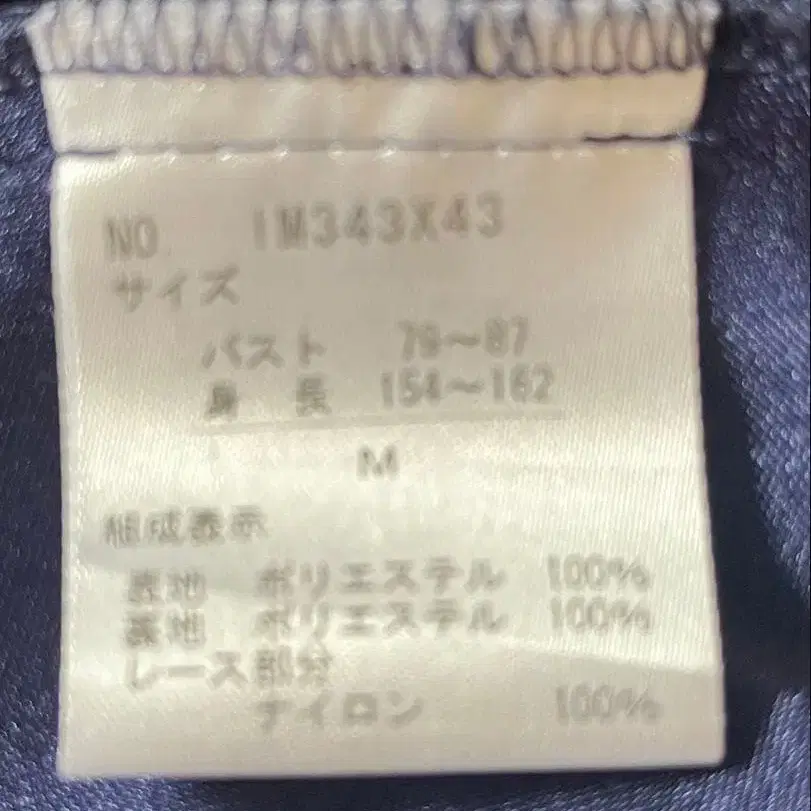 NO. IM343X43
サイズ
バスト 79～87
身長 154～162
M
組成表示
表地 ポリエステル 100%
裏地 ポリエステル 100%
レース部分
ナイロン 100%